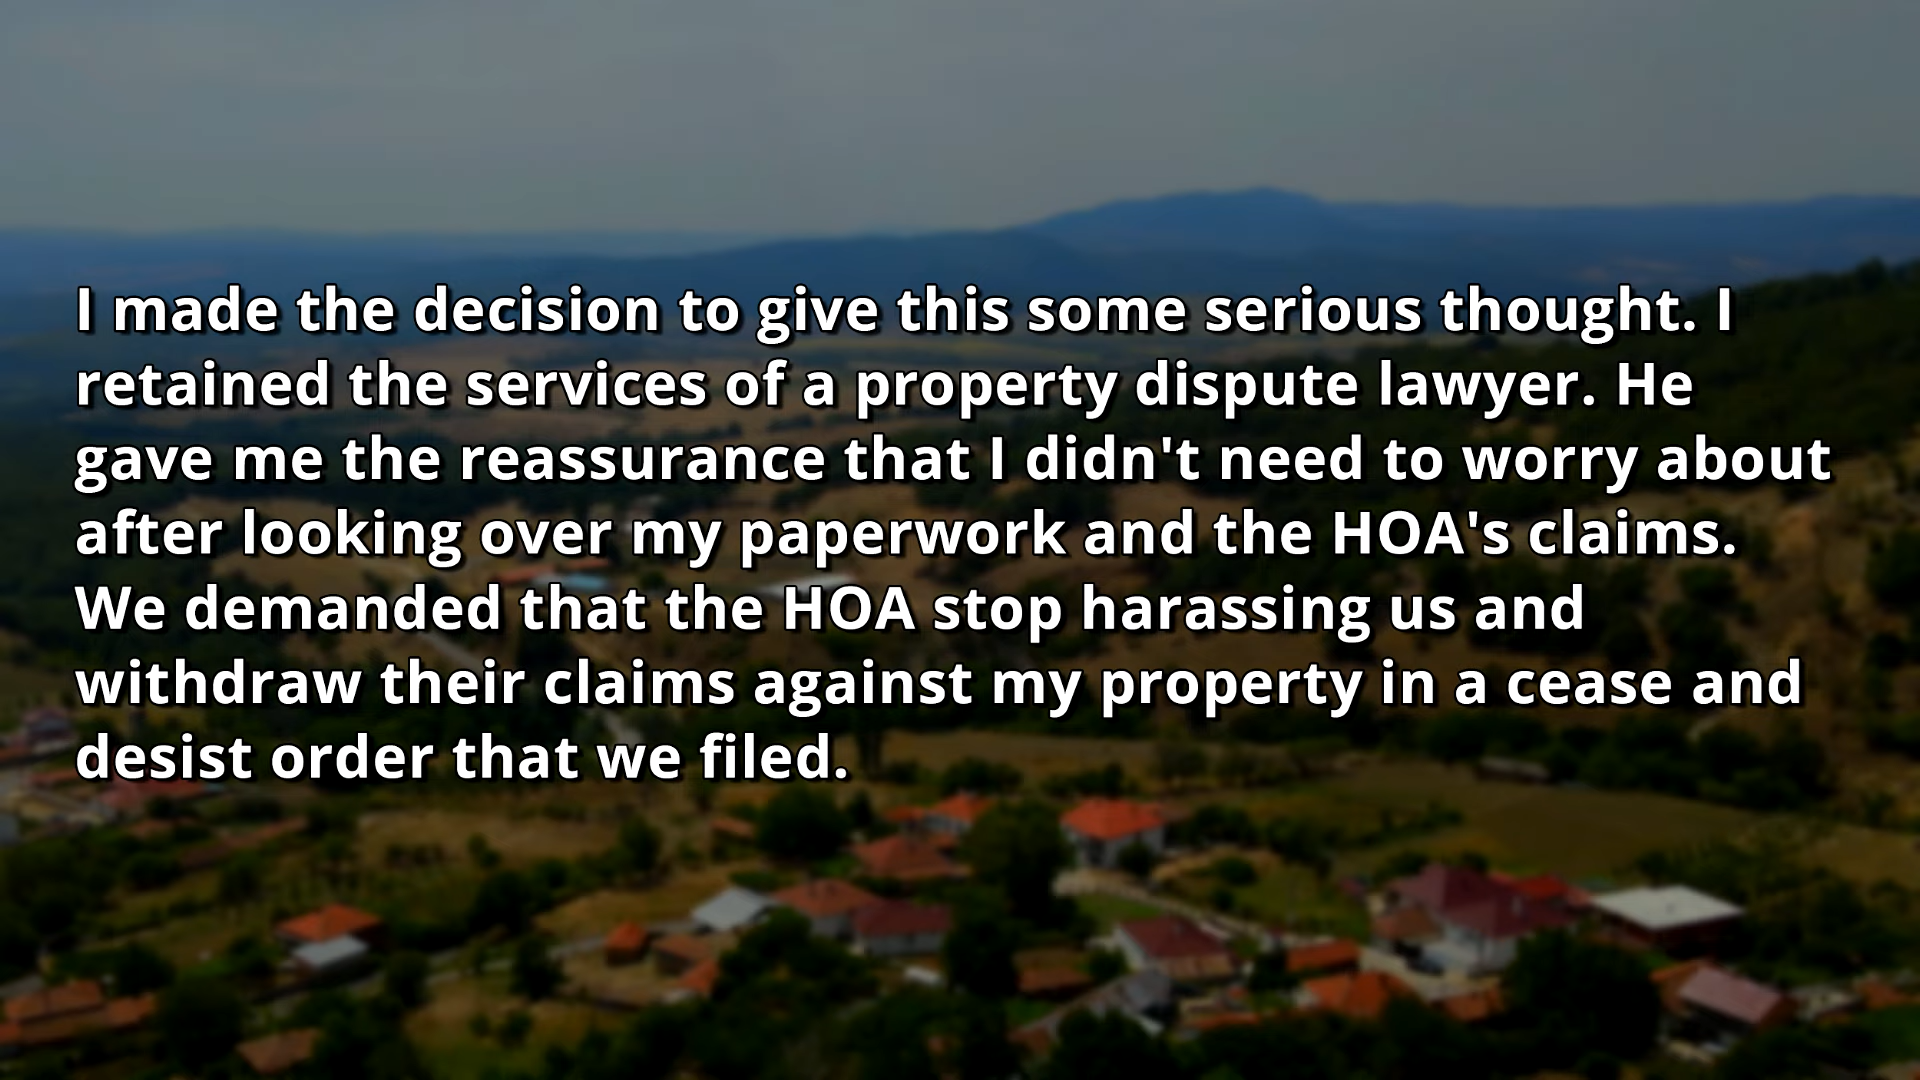 I made the decision to give this some serious thought. I
retained the services of a property dispute lawyer. He
gave me the reassurance that I didn't need to worry about
after looking over my paperwork and the HOA's claims.
We demanded that the HOA stop harassing us and
withdraw their claims against my property in a cease and
desist order that we filed.